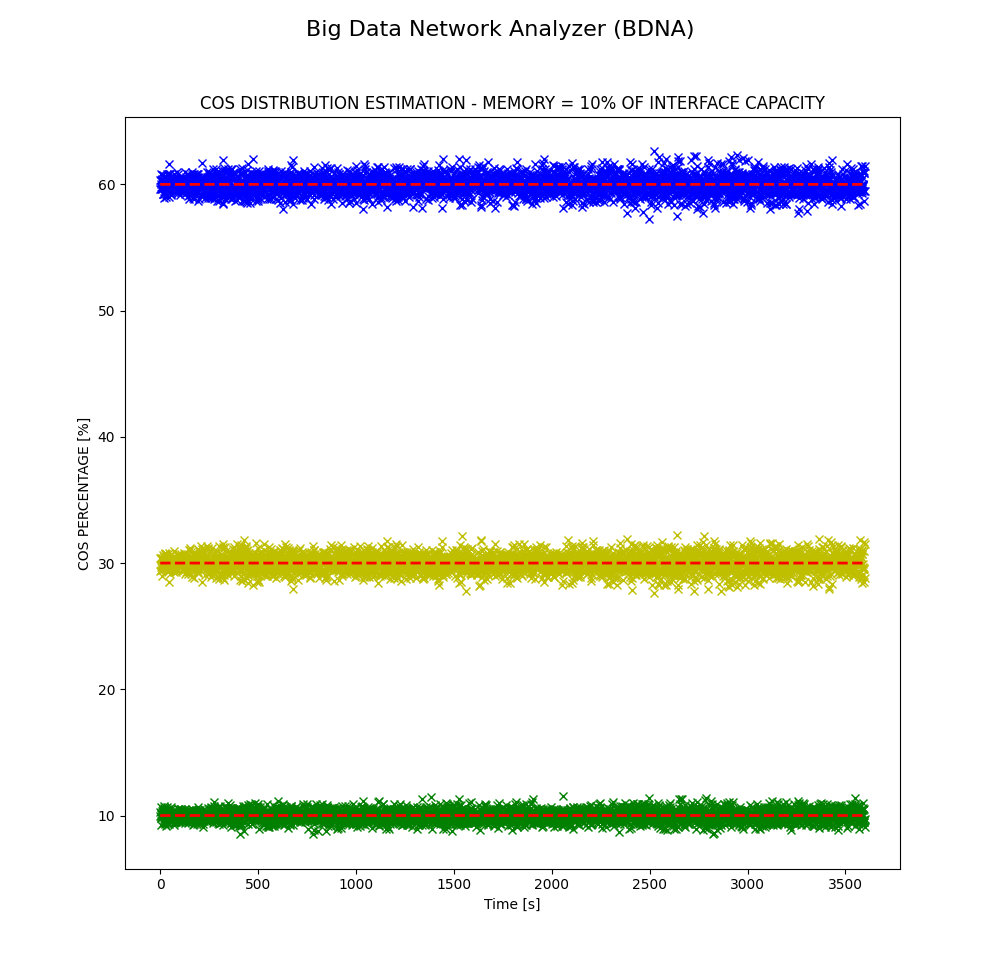 Big Data Network Analyzer (BDNA)
COS DISTRIBUTION ESTIMATION - MEMORY = 10% OF INTERFACE CAPACITY
COS PERCENTAGE [%]
60
50
40
30
20
10
0 500 1000 1500 2000 2500 3000 3500
Time [s]